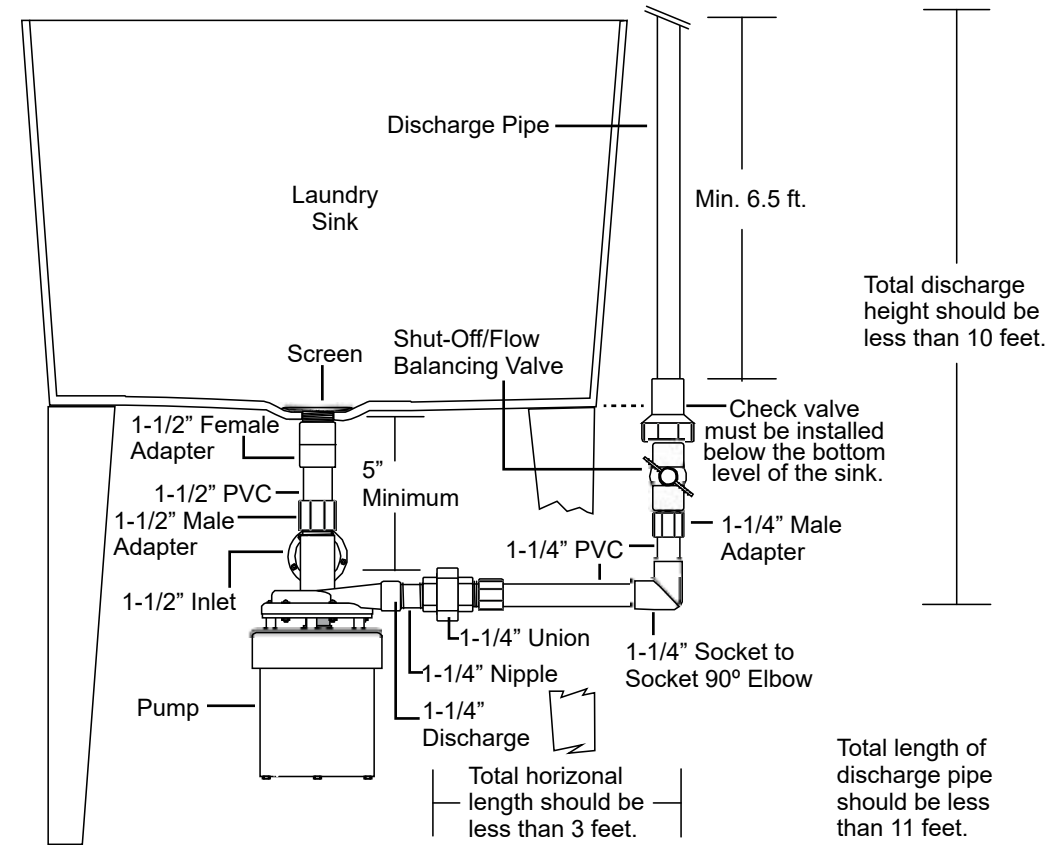 Discharge Pipe
Laundry
Sink
Min. 6.5 ft.
Total discharge
height should be
less than 10 feet.
Shut-Off/Flow
Balancing Valve
Screen
Check valve
must be installed
below the bottom
level of the sink.
1-1/2” Female
Adapter
5”
Minimum
1-1/2” PVC
1-1/2” Male
Adapter
1-1/4” Male
Adapter
1-1/4” PVC
1-1/2” Inlet
1-1/4” Union
1-1/4” Socket to
Socket 90º Elbow
1-1/4” Nipple
Pump
1-1/4”
Discharge
Total horizonal
length should be
less than 3 feet.
Total length of
discharge pipe
should be less
than 11 feet.